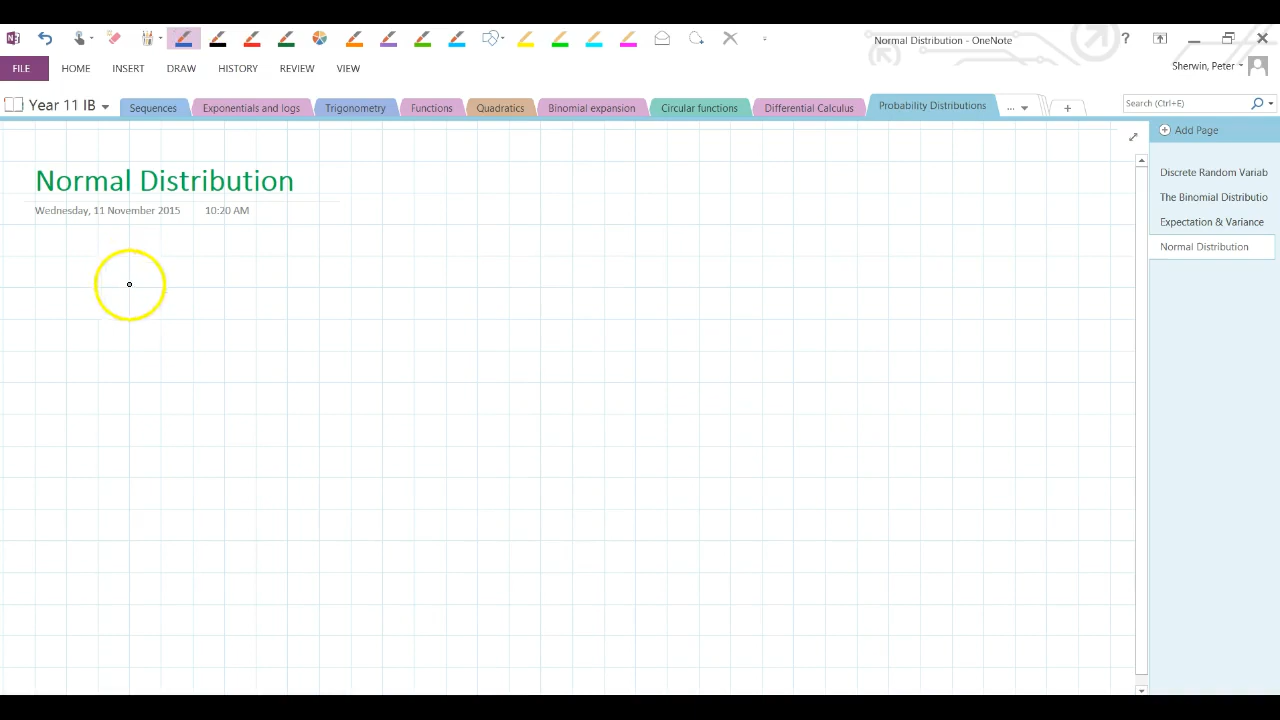 Normal Distribution - OneNote
?
FILE HOME INSERT DRAW HISTORY REVIEW VIEW
Sherwin, Peter
Year 11 IB
Sequences Exponentials and logs Trigonometry Functions Quadratics Binomial expansion Circular functions Differential Calculus Probability Distributions ... +
Search (Ctrl+E)
Add Page
Normal Distribution
Wednesday, 11 November 2015 10:20 AM
Discrete Random Variab
The Binomial Distributio
Expectation & Variance
Normal Distribution